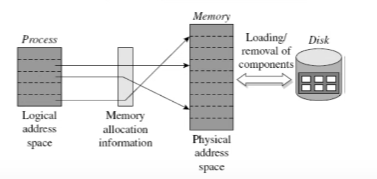 Memory
Process
Loading/
removal of
components
Disk
Logical
address
space
Memory
allocation
information
Physical
address
space